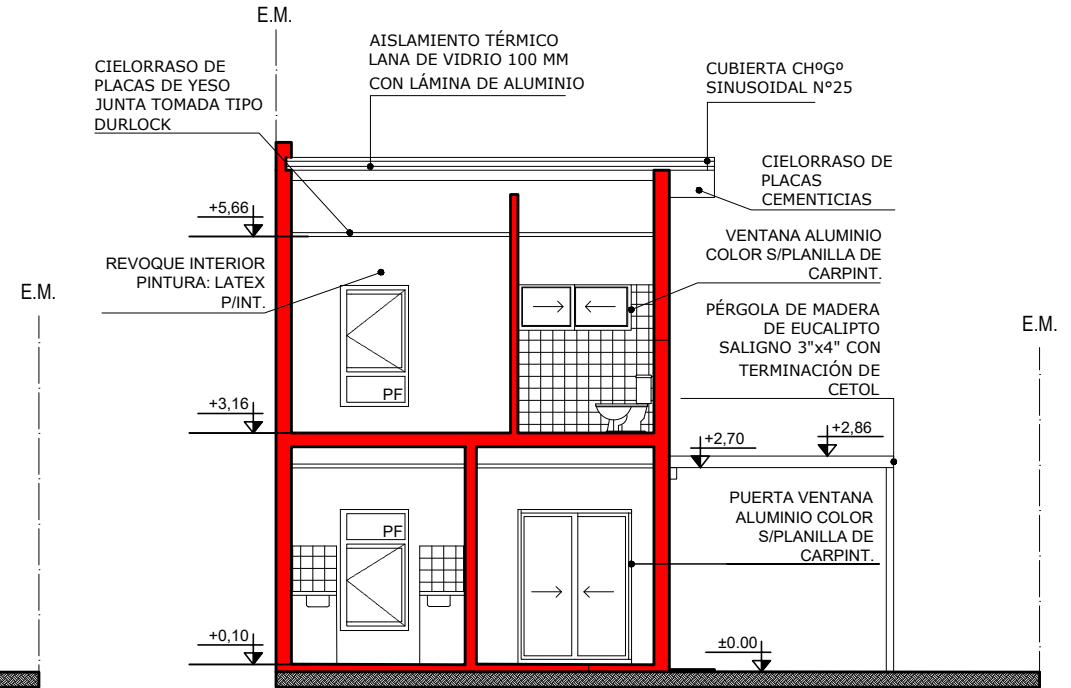 E.M.
AISLAMIENTO TÉRMICO
LANA DE VIDRIO 100 MM
CON LÁMINA DE ALUMINIO
CIELORRASO DE
PLACAS DE YESO
JUNTA TOMADA TIPO
DURLOCK
CUBIERTA CHºGº
SINUSOIDAL N°25
CIELORRASO DE
PLACAS
CEMENTICIAS
+5,66
VENTANA ALUMINIO
COLOR S/PLANILLA DE
CARPINT.
REVOQUE INTERIOR
PINTURA: LATEX
P/INT.
E.M.
PÉRGOLA DE MADERA
DE EUCALIPTO
SALIGNO 3"x4" CON
TERMINACIÓN DE
CETOL
E.M.
PF
+3,16
+2,70
+2,86
PUERTA VENTANA
ALUMINIO COLOR
S/PLANILLA DE
CARPINT.
PF
+0,10
±0.00